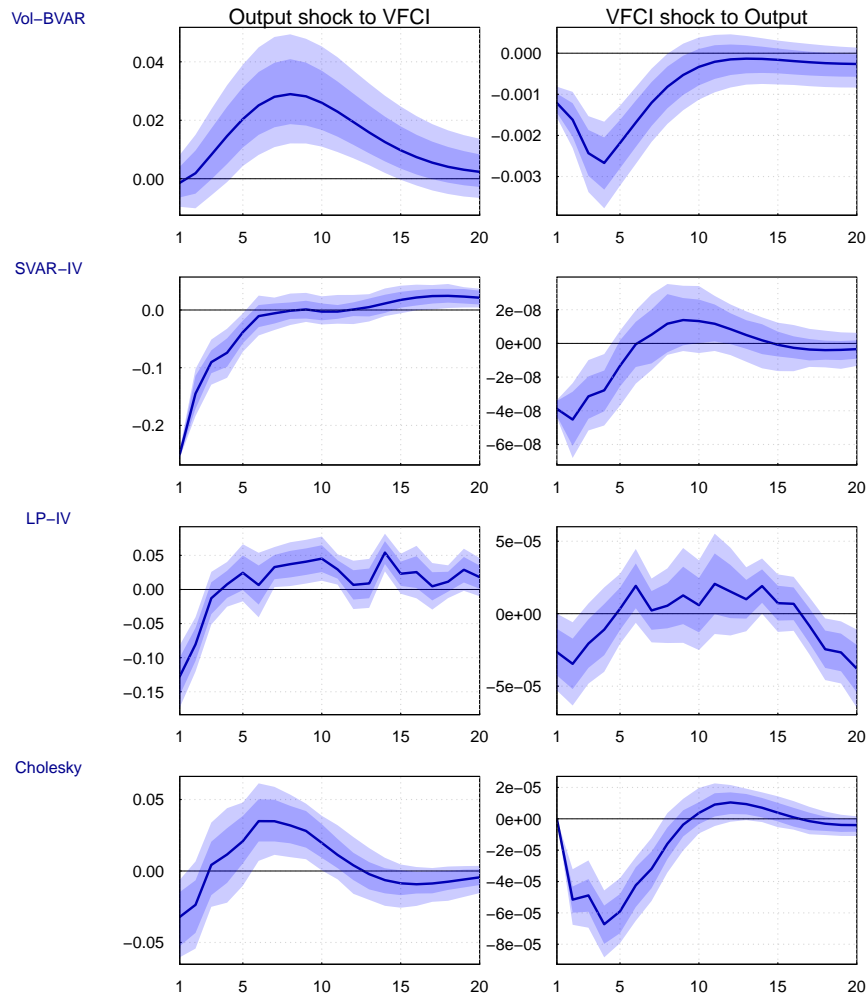 Vol−BVAR
Output shock to VFCI
VFCI shock to Output
0.04
0.02
0.00
1 5 10 15 20
0.000
−0.001
−0.002
−0.003
1 5 10 15 20
SVAR−IV
0.0
−0.1
−0.2
1 5 10 15 20
2e−08
0e+00
−2e−08
−4e−08
−6e−08
1 5 10 15 20
LP−IV
0.05
0.00
−0.05
−0.10
−0.15
1 5 10 15 20
5e−05
0e+00
−5e−05
1 5 10 15 20
Cholesky
0.05
0.00
−0.05
1 5 10 15 20
2e−05
0e+00
−2e−05
−4e−05
−6e−05
−8e−05
1 5 10 15 20